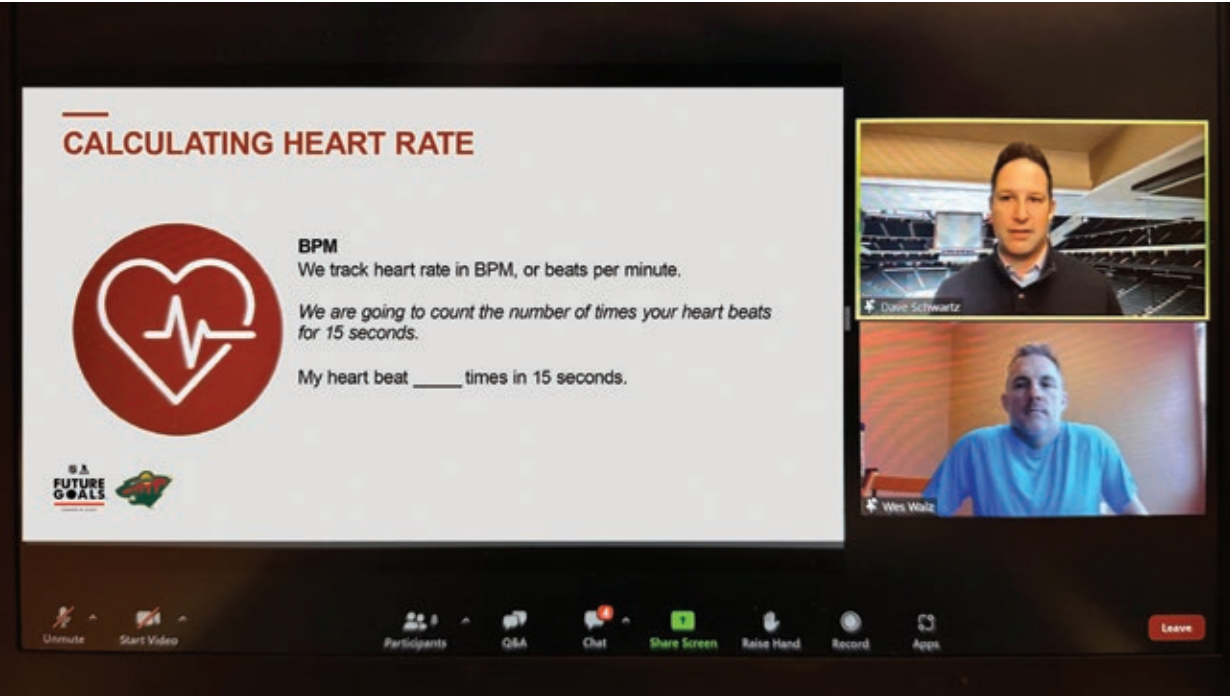 CALCULATING HEART RATE
BPM
We track heart rate in BPM, or beats per minute.
We are going to count the number of times your heart beats
for 15 seconds.
My heart beat _____ times in 15 seconds.
FUTURE
GOALS
Dave Schwartz
Wes Walz
Unmute
Start Video
Participants
Q&A
Chat
4
Share Screen
Raise Hand
Record
Apps
Leave